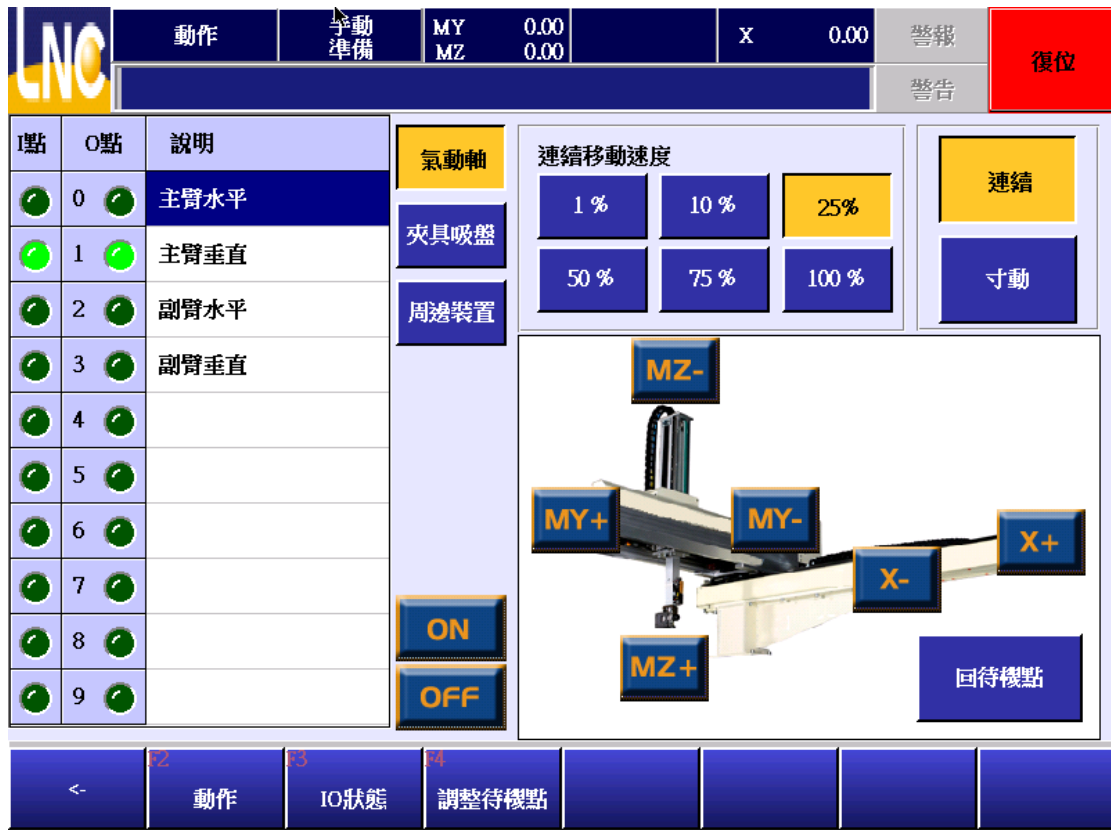 LNC
動作
手動
準備
MY 0.00
MZ 0.00
X 0.00
警報
警告
復位
I點 O點 說明
0 主臂水平
1 主臂垂直
2 副臂水平
3 副臂垂直
4
5
6
7
8
9
氣動軸
夾具吸盤
周邊裝置
ON
OFF
連續移動速度
1 % 10 % 25%
50 % 75 % 100 %
連續
寸動
MZ-
MY+ MY-
X+
X-
MZ+
回待機點
<-
F2
動作
F3
IO狀態
F4
調整待機點